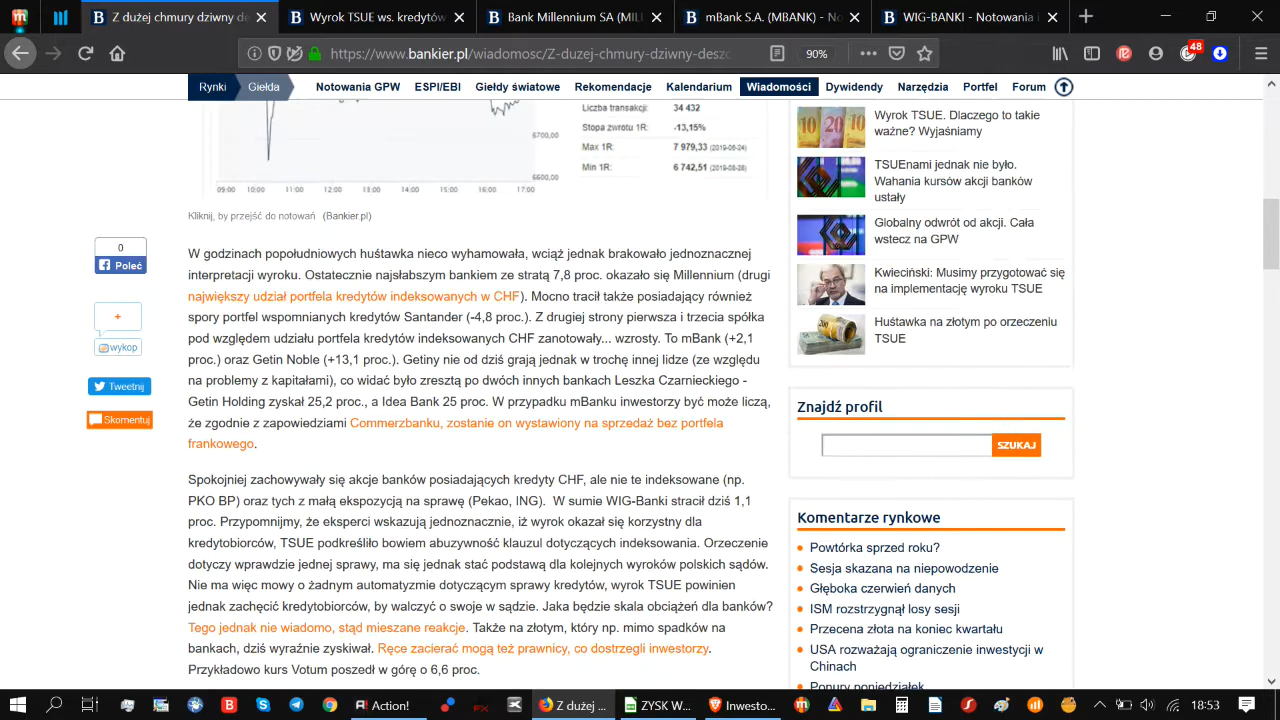 Z dużej chmury dziwny de
Wyrok TSUE ws. kredytów
Bank Millennium SA (MILL
mBank S.A. (MBANK) - No
WIG-BANKI - Notowania i
https://www.bankier.pl/wiadomosc/Z-duzej-chmury-dziwny-deszc
90%
48
Rynki
Giełda
Notowania GPW
ESPI/EBI
Giełdy światowe
Rekomendacje
Kalendarium
Wiadomości
Dywidendy
Narzędzia
Portfel
Forum
6700,00
6600,00
09:00 10:00 11:00 12:00 13:00 14:00 15:00 16:00 17:00
Liczba transakcji: 34 432
Stopa zwrotu 1R: -13,15%
Max 1R: 7 979,33 (2019-06-24)
Min 1R: 6 742,51 (2019-08-28)
Kliknij, by przejść do notowań (Bankier.pl)
0
Poleć
+
wykop
Tweetnij
Skomentuj
W godzinach popołudniowych huśtawka nieco wyhamowała, wciąż jednak brakowało jednoznacznej
interpretacji wyroku. Ostatecznie najsłabszym bankiem ze stratą 7,8 proc. okazało się Millennium (drugi
największy udział portfela kredytów indeksowanych w CHF). Mocno tracił także posiadający również
spory portfel wspomnianych kredytów Santander (-4,8 proc.). Z drugiej strony pierwsza i trzecia spółka
pod względem udziału portfela kredytów indeksowanych CHF zanotowały... wzrosty. To mBank (+2,1
proc.) oraz Getin Noble (+13,1 proc.). Getiny nie od dziś grają jednak w trochę innej lidze (ze względu
na problemy z kapitałami), co widać było zresztą po dwóch innych bankach Leszka Czarnieckiego -
Getin Holding zyskał 25,2 proc., a Idea Bank 25 proc. W przypadku mBanku inwestorzy być może liczą,
że zgodnie z zapowiedziami Commerzbanku, zostanie on wystawiony na sprzedaż bez portfela
frankowego.
Spokojniej zachowywały się akcje banków posiadających kredyty CHF, ale nie te indeksowane (np.
PKO BP) oraz tych z małą ekspozycją na sprawę (Pekao, ING). W sumie WIG-Banki stracił dziś 1,1
proc. Przypomnijmy, że eksperci wskazują jednoznacznie, iż wyrok okazał się korzystny dla
kredytobiorców, TSUE podkreśliło bowiem abuzywność klauzul dotyczących indeksowania. Orzeczenie
dotyczy wprawdzie jednej sprawy, ma się jednak stać podstawą dla kolejnych wyroków polskich sądów.
Nie ma więc mowy o żadnym automatyzmie dotyczącym sprawy kredytów, wyrok TSUE powinien
jednak zachęcić kredytobiorców, by walczyć o swoje w sądzie. Jaka będzie skala obciążeń dla banków?
Tego jednak nie wiadomo, stąd mieszane reakcje. Także na złotym, który np. mimo spadków na
bankach, dziś wyraźnie zyskiwał. Ręce zacierać mogą też prawnicy, co dostrzegli inwestorzy.
Przykładowo kurs Votum poszedł w górę o 6,6 proc.
Wyrok TSUE. Dlaczego to takie
ważne? Wyjaśniamy
TSUEnami jednak nie było.
Wahania kursów akcji banków
ustały
Globalny odwrót od akcji. Cała
wstecz na GPW
Kwieciński: Musimy przygotować się
na implementację wyroku TSUE
Huśtawka na złotym po orzeczeniu
TSUE
Znajdź profil
SZUKAJ
Komentarze rynkowe
Powtórka sprzed roku?
Sesja skazana na niepowodzenie
Głęboka czerwień danych
ISM rozstrzygnął losy sesji
Przecena złota na koniec kwartału
USA rozważają ograniczenie inwestycji w
Chinach
Ponury poniedziałek
Action!
FX
Z dużej ...
ZYSK W...
Inwesto...
18:53